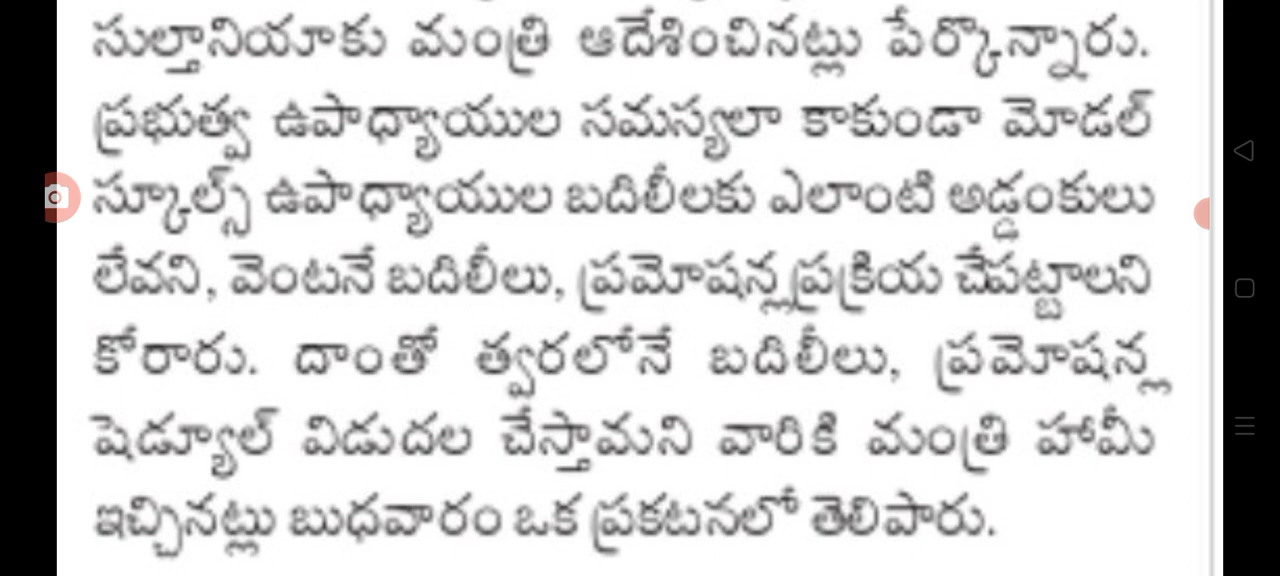 సుల్తానియాకు మంత్రి ఆదేశించినట్లు పేర్కొన్నారు.
ప్రభుత్వ ఉపాధ్యాయుల సమస్యలా కాకుండా మోడల్
స్కూల్స్ ఉపాధ్యాయుల బదిలీలకు ఎలాంటి అడ్డంకులు
లేవని, వెంటనే బదిలీలు, ప్రమోషన్ల ప్రక్రియ చేపట్టాలని
కోరారు. దాంతో త్వరలోనే బదిలీలు, ప్రమోషన్ల
షెడ్యూల్ విడుదల చేస్తామని వారికి మంత్రి హామీ
ఇచ్చినట్లు బుధవారం ఒక ప్రకటనలో తెలిపారు.